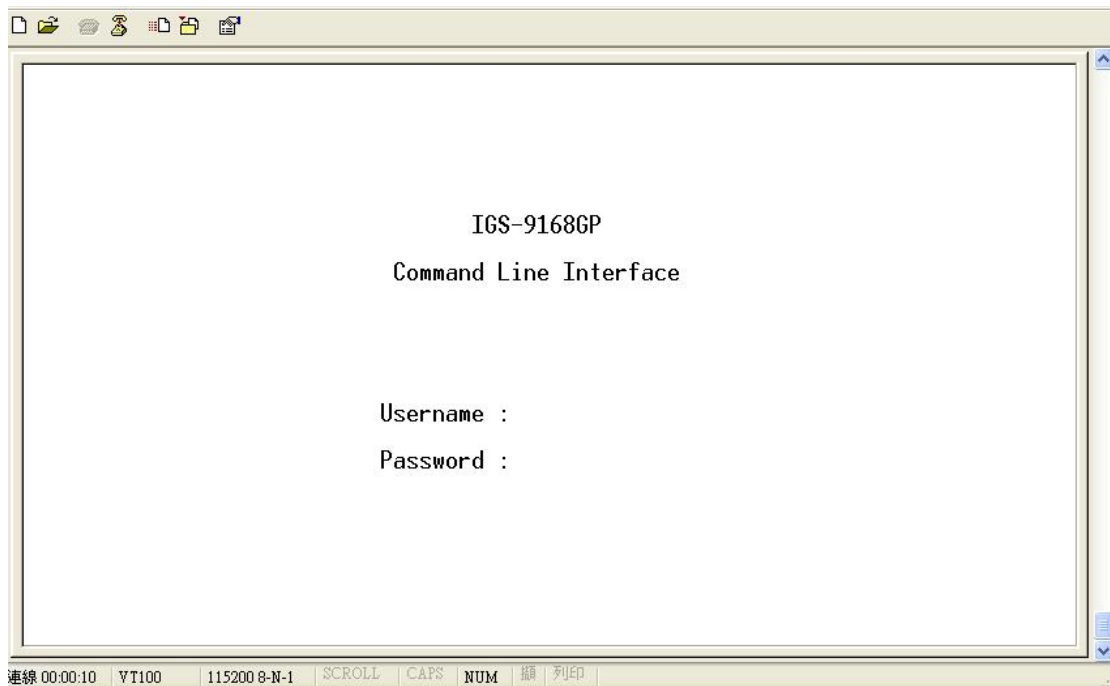 IGS-9168GP
Command Line Interface
Username :
Password :
連線 00:00:10 VT100 115200 8-N-1 SCROLL CAPS NUM 擷 列印